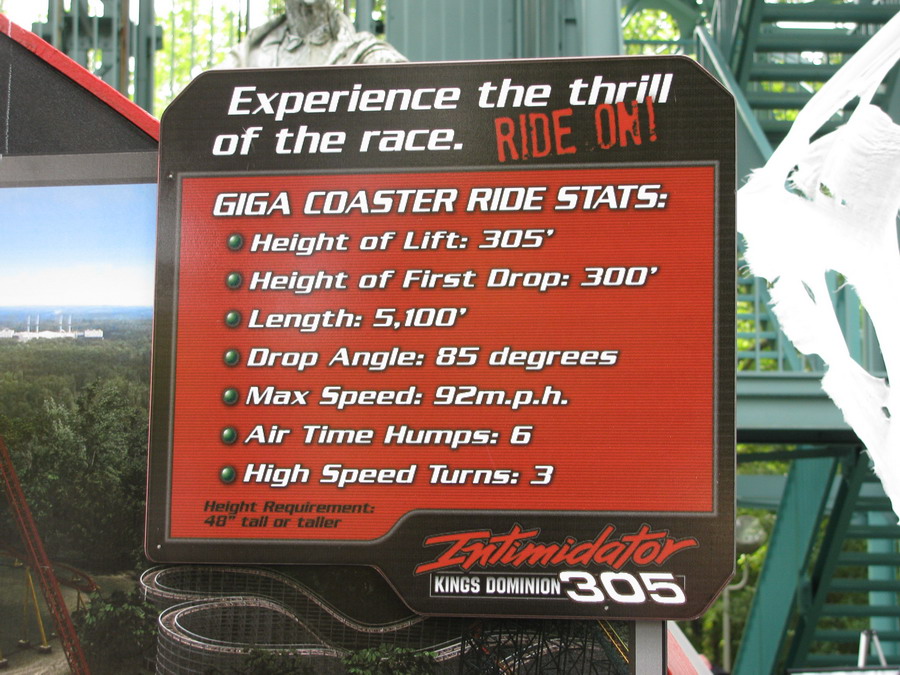 Experience the thrill
of the race. RIDE ON!
GIGA COASTER RIDE STATS:
Height of Lift: 305'
Height of First Drop: 300'
Length: 5,100'
Drop Angle: 85 degrees
Max Speed: 92m.p.h.
Air Time Humps: 6
High Speed Turns: 3
Height Requirement:
48" tall or taller
Intimidator
KINGS DOMINION 305